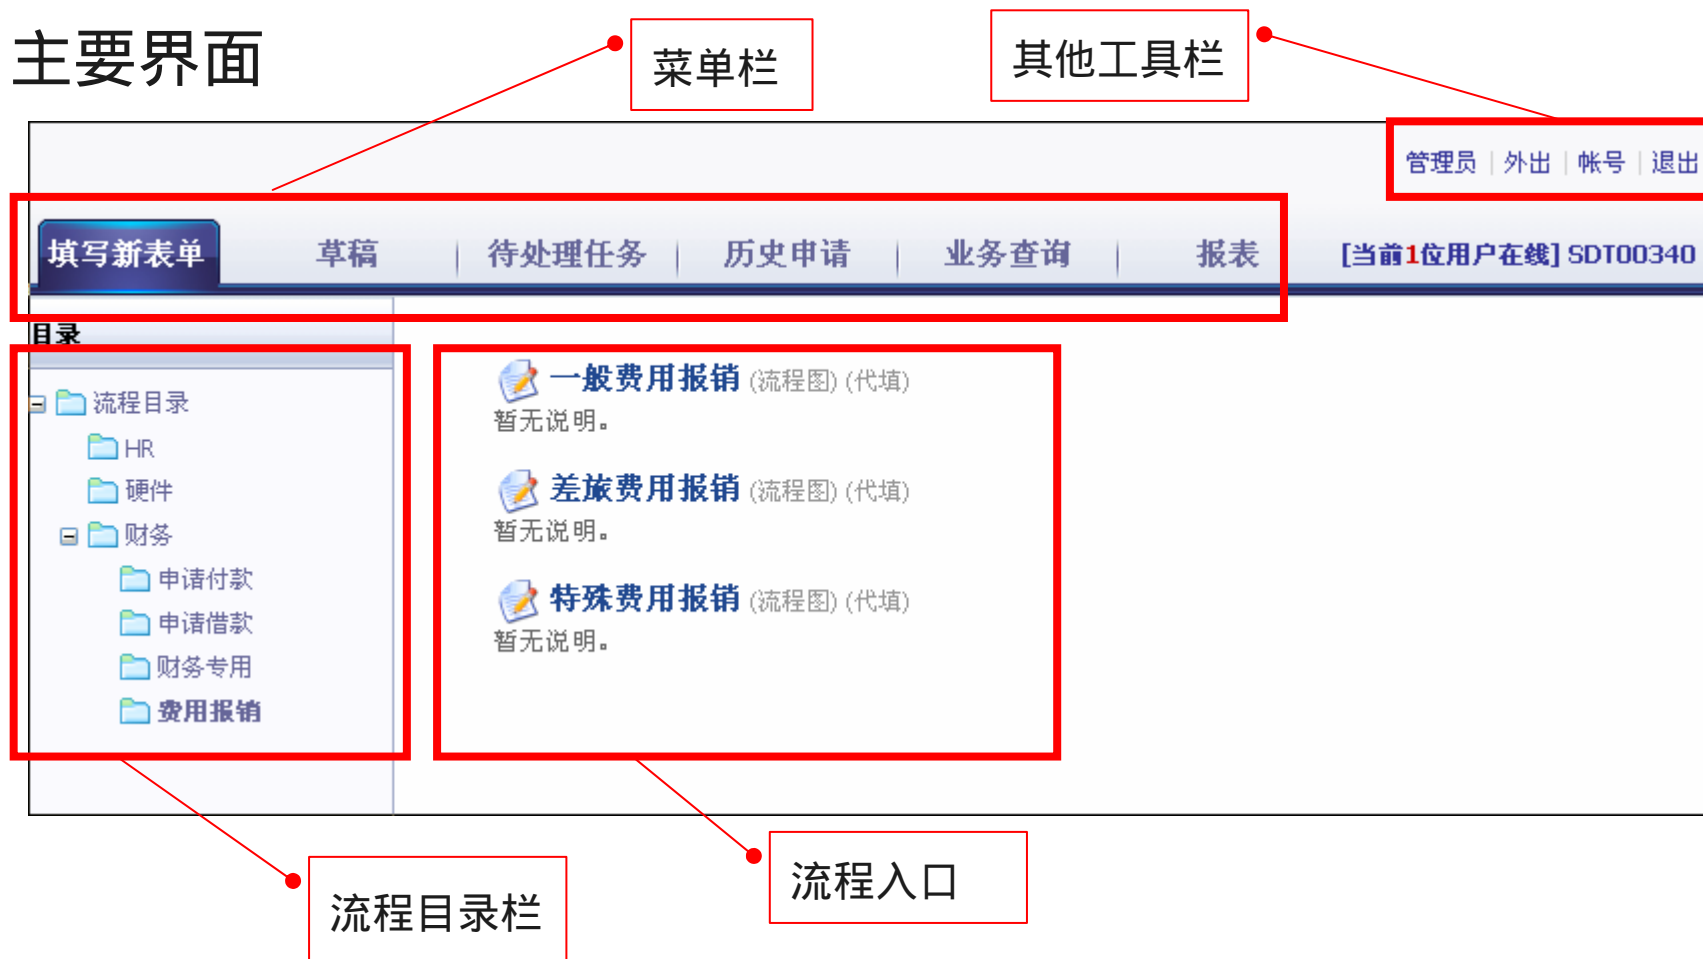 主要界面
菜单栏
其他工具栏
管理员 | 外出 | 帐号 | 退出
填写新表单 草稿 | 待处理任务 | 历史申请 | 业务查询 | 报表 [当前1位用户在线] SDT00340
目录
流程目录
HR
硬件
财务
申请付款
申请借款
财务专用
费用报销
一般费用报销 (流程图) (代填)
暂无说明。
差旅费用报销 (流程图) (代填)
暂无说明。
特殊费用报销 (流程图) (代填)
暂无说明。
流程目录栏
流程入口